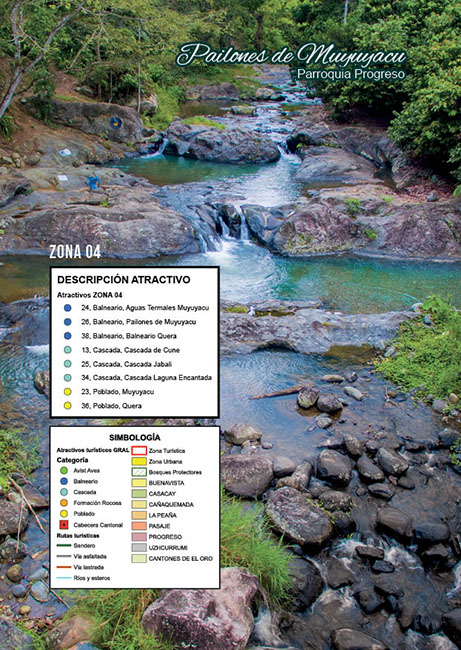 Pailones de Muyuyacu
Parroquia Progreso
ZONA 04
DESCRIPCIÓN ATRACTIVO
Atractivos ZONA 04
24, Balneario, Aguas Termales Muyuyacu
26, Balneario, Pailones de Muyuyacu
38, Balneario, Balneario Quera
13, Cascada, Cascada de Cune
25, Cascada, Cascada Jabali
34, Cascada, Cascada Laguna Encantada
23, Poblado, Muyuyacu
36, Poblado, Quera
SIMBOLOGÍA
Atractivos turísticos GRAL
Categoría
Avist Aves
Balneario
Cascada
Formación Rocosa
Poblado
Cabecera Cantonal
Rutas turísticas
Sendero
Vía asfaltada
Vía lastrada
Ríos y esteros
Zona Turística
Zona Urbana
Bosques Protectores
BUENAVISTA
CASACAY
CAÑAQUEMADA
LA PEAÑA
PASAJE
PROGRESO
UZHCURRUMI
CANTONES DE EL ORO